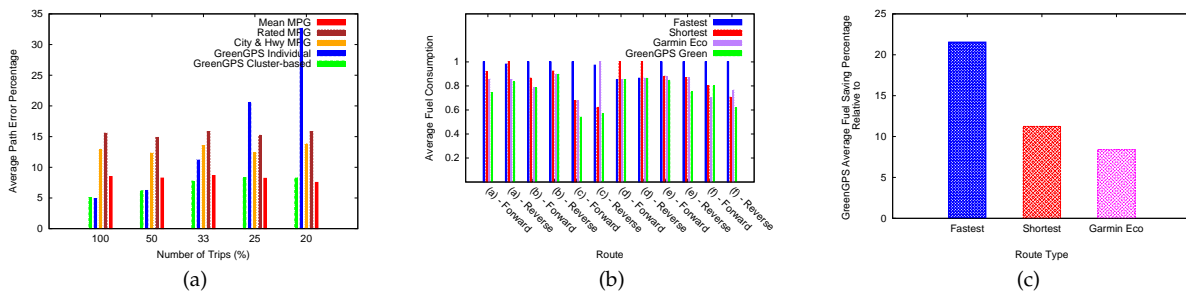 Average Path Error Percentage
35
30
25
20
15
10
5
0
Mean MPG
Rated MPG
City & Hwy MPG
GreenGPS Individual
GreenGPS Cluster-based
100 50 33 25 20
Number of Trips (%)
(a)
Average Fuel Consumption
1
0.8
0.6
0.4
0.2
Fastest
Shortest
Garmin Eco
GreenGPS Green
(a) - Forward
(a) - Reverse
(b) - Forward
(b) - Reverse
(c) - Forward
(c) - Reverse
(d) - Forward
(d) - Reverse
(e) - Forward
(e) - Reverse
(f) - Forward
(f) - Reverse
Route
(b)
GreenGPS Average Fuel Saving Percentage
Relative to
25
20
15
10
5
0
Fastest Shortest Garmin Eco
Route Type
(c)